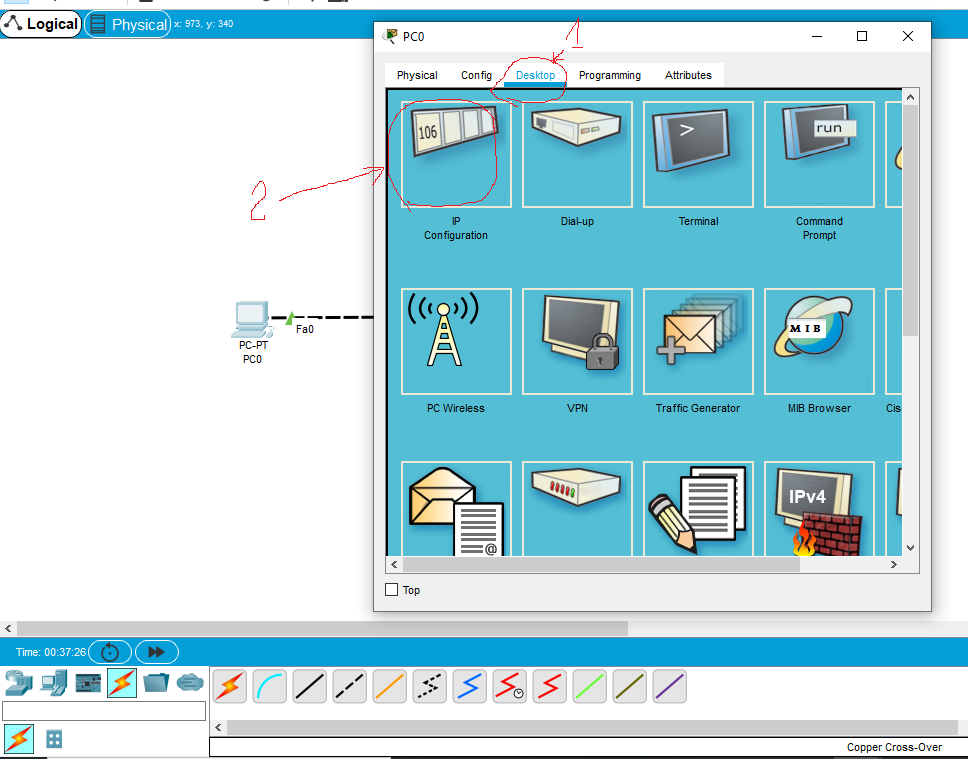 Logical
Physical
x: 973, y: 340
PC0
1
Physical
Config
Desktop
Programming
Attributes
106
>
run
2
IP
Configuration
Dial-up
Terminal
Command
Prompt
Fa0
PC-PT
PC0
MIB
PC Wireless
VPN
Traffic Generator
MIB Browser
Cis
@
IPv4
Top
Time: 00:37:26
Copper Cross-Over